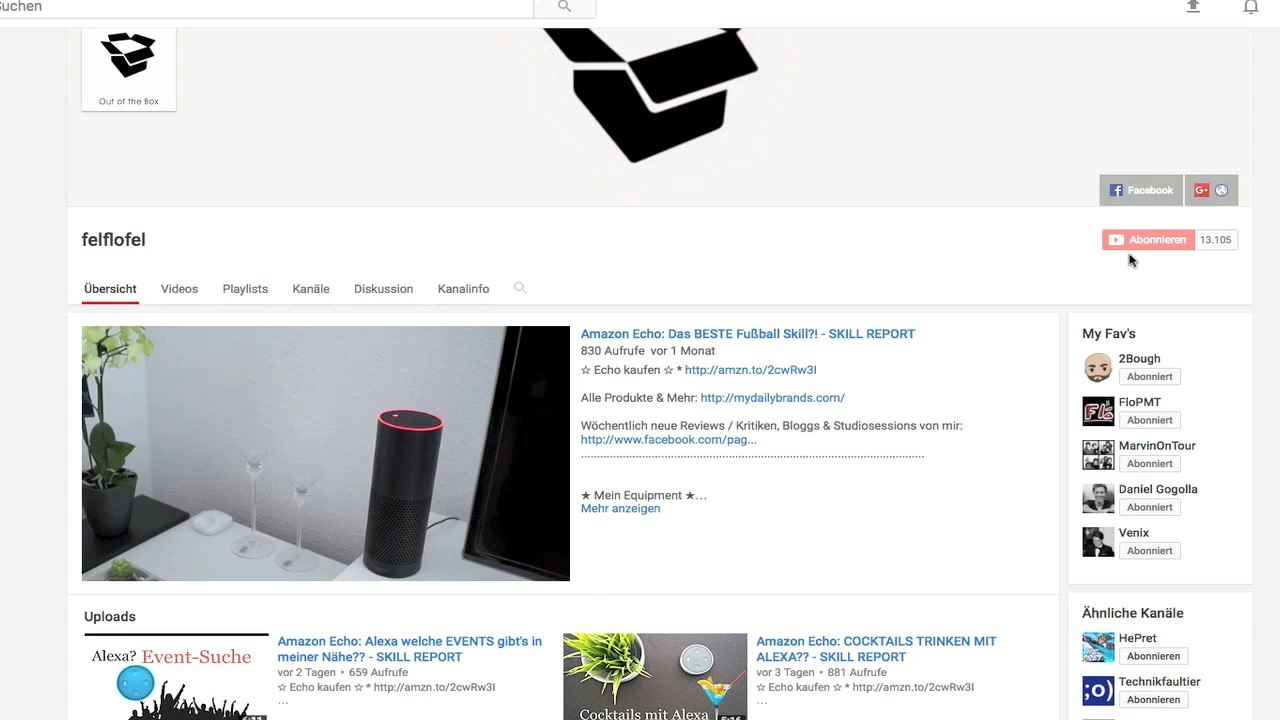 Suchen
Out of the Box
Facebook
G+
felflofel
Abonnieren 13.105
Übersicht Videos Playlists Kanäle Diskussion Kanalinfo
Amazon Echo: Das BESTE Fußball Skill?! - SKILL REPORT
830 Aufrufe vor 1 Monat
☆ Echo kaufen ☆ * http://amzn.to/2cwRw3I
Alle Produkte & Mehr: http://mydailybrands.com/
Wöchentlich neue Reviews / Kritiken, Bloggs & Studiosessions von mir:
http://www.facebook.com/pag...
........................................................................................................
★ Mein Equipment ★…
Mehr anzeigen
My Fav's
2Bough
Abonniert
FloPMT
Abonniert
MarvinOnTour
Abonniert
Daniel Gogolla
Abonniert
Venix
Abonniert
Uploads
Alexa? Event-Suche
Amazon Echo: Alexa welche EVENTS gibt's in
meiner Nähe?? - SKILL REPORT
vor 2 Tagen • 659 Aufrufe
☆ Echo kaufen ☆ * http://amzn.to/2cwRw3I
...
Cocktails mit Alexa
Amazon Echo: COCKTAILS TRINKEN MIT
ALEXA?? - SKILL REPORT
vor 3 Tagen • 881 Aufrufe
☆ Echo kaufen ☆ * http://amzn.to/2cwRw3I
...
Ähnliche Kanäle
HePret
Abonnieren
;o)
Technikfaultier
Abonnieren